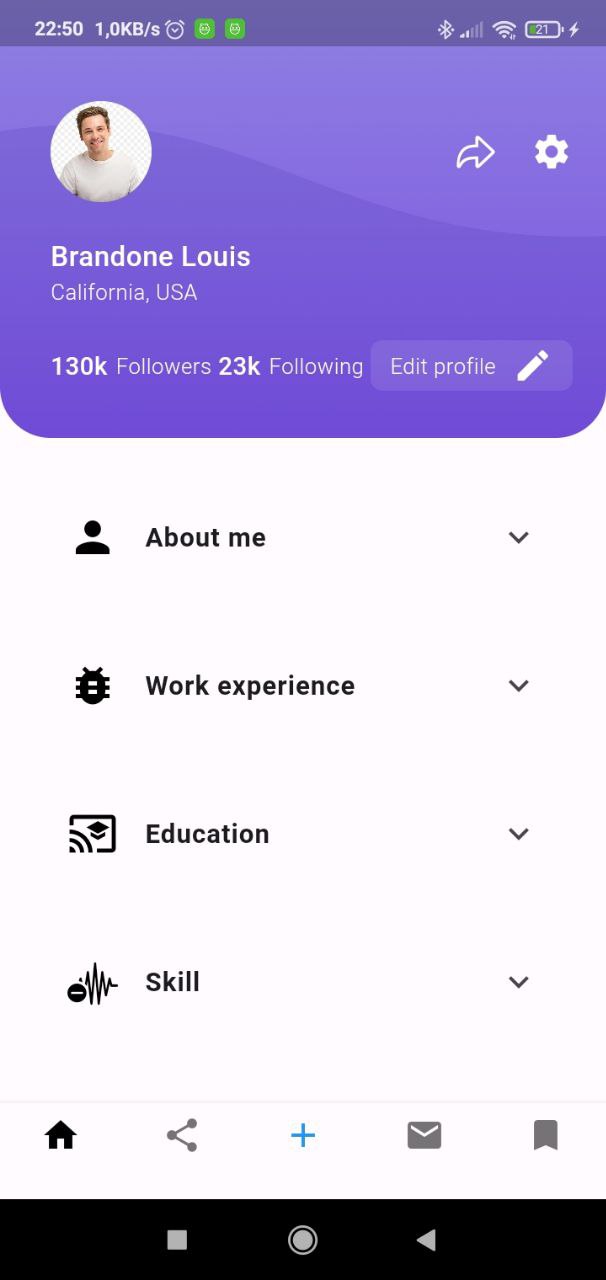 22:50 1,0KB/s 21
Brandone Louis
California, USA
130k Followers 23k Following Edit profile
About me
Work experience
Education
Skill